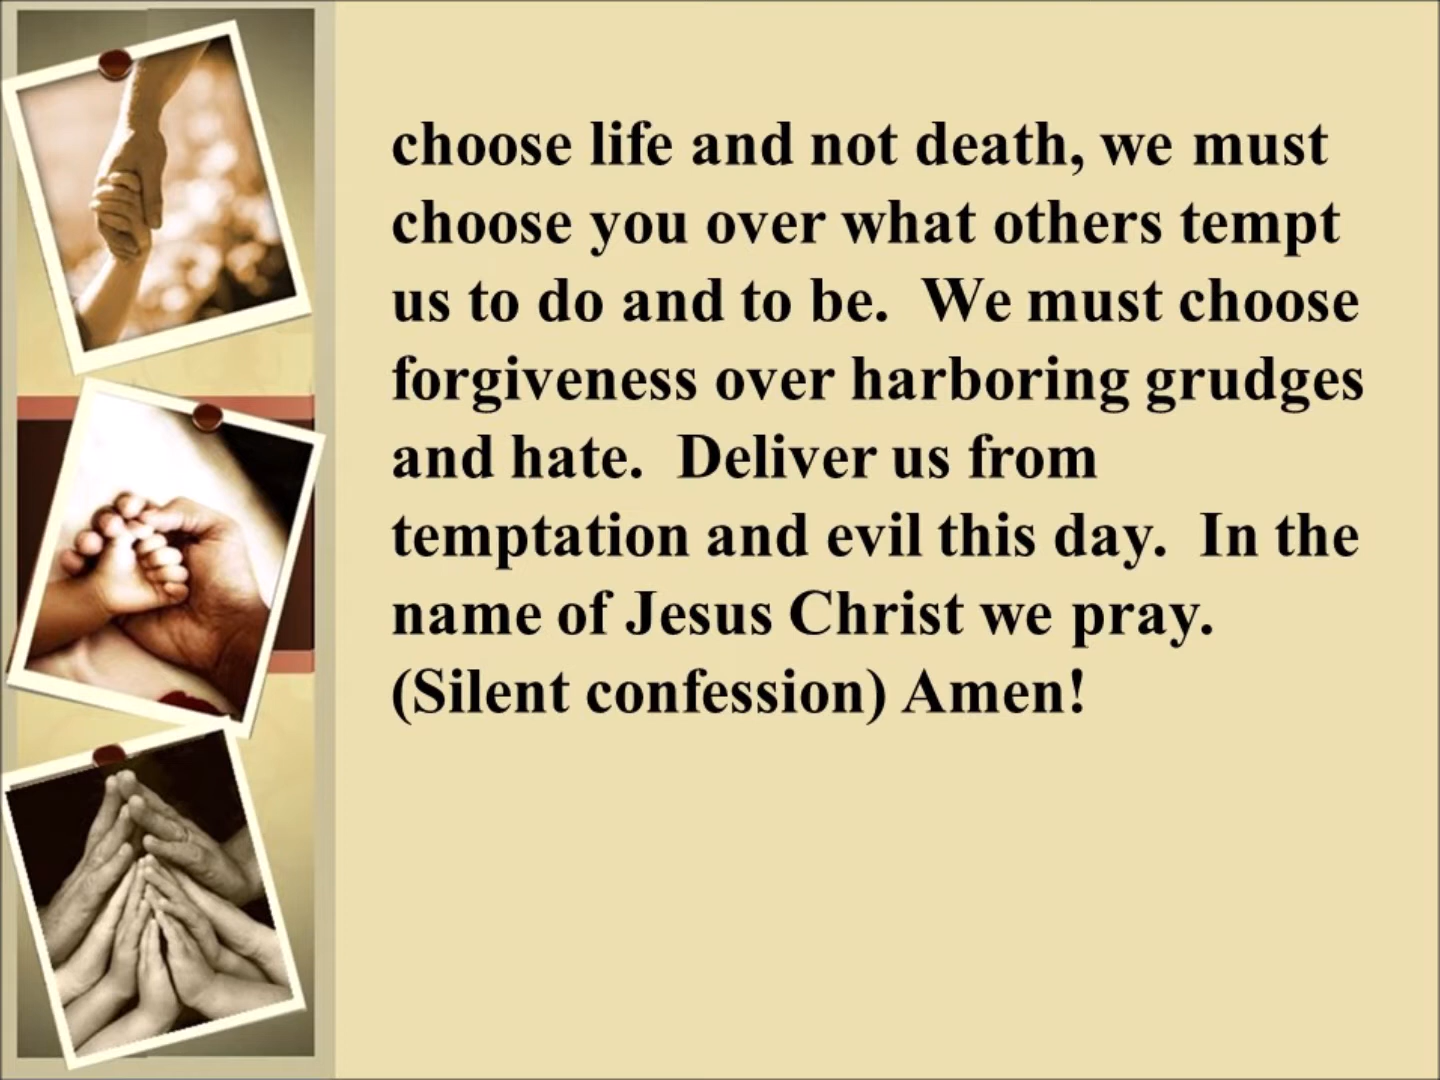 choose life and not death, we must
choose you over what others tempt
us to do and to be.  We must choose
forgiveness over harboring grudges
and hate.  Deliver us from
temptation and evil this day.  In the
name of Jesus Christ we pray.
(Silent confession) Amen!